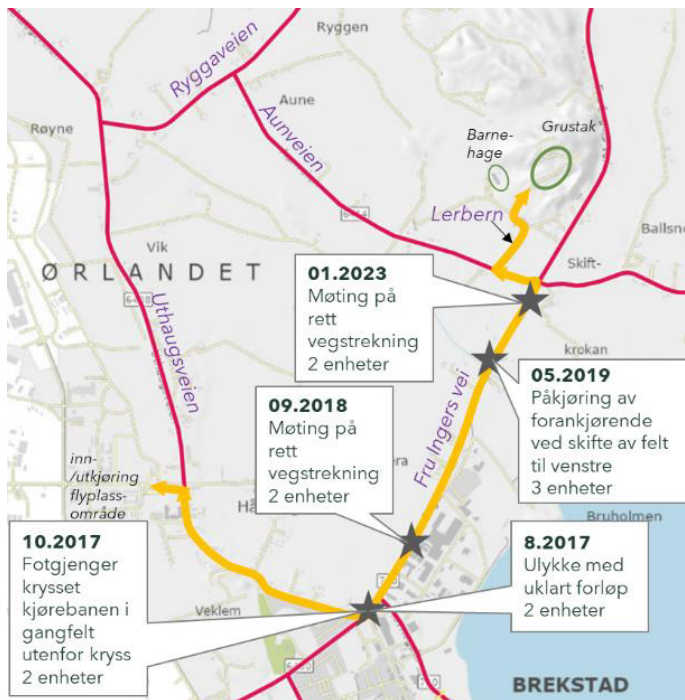 Ryggen
Ryggaveien
Aune
Aunveien
Røyne
Barne-
hage
Grustak
Lerbern
Ballsne
Vik
ØRLANDET
Skift-
krokan
01.2023
Møting på
rett
vegstrekning
2 enheter
Uthaugsveien
05.2019
Påkjøring av
forankjørende
ved skifte av felt
til venstre
3 enheter
09.2018
Møting på
rett
vegstrekning
2 enheter
Fru Ingers vei
era
inn-
/utkjøring
flyplass-
område
Hå
Bruholmen
10.2017
Fotgjenger
krysset
kjørebanen i
gangfelt
utenfor kryss
2 enheter
8.2017
Ulykke med
uklart forløp
2 enheter
Veklem
BREKSTAD